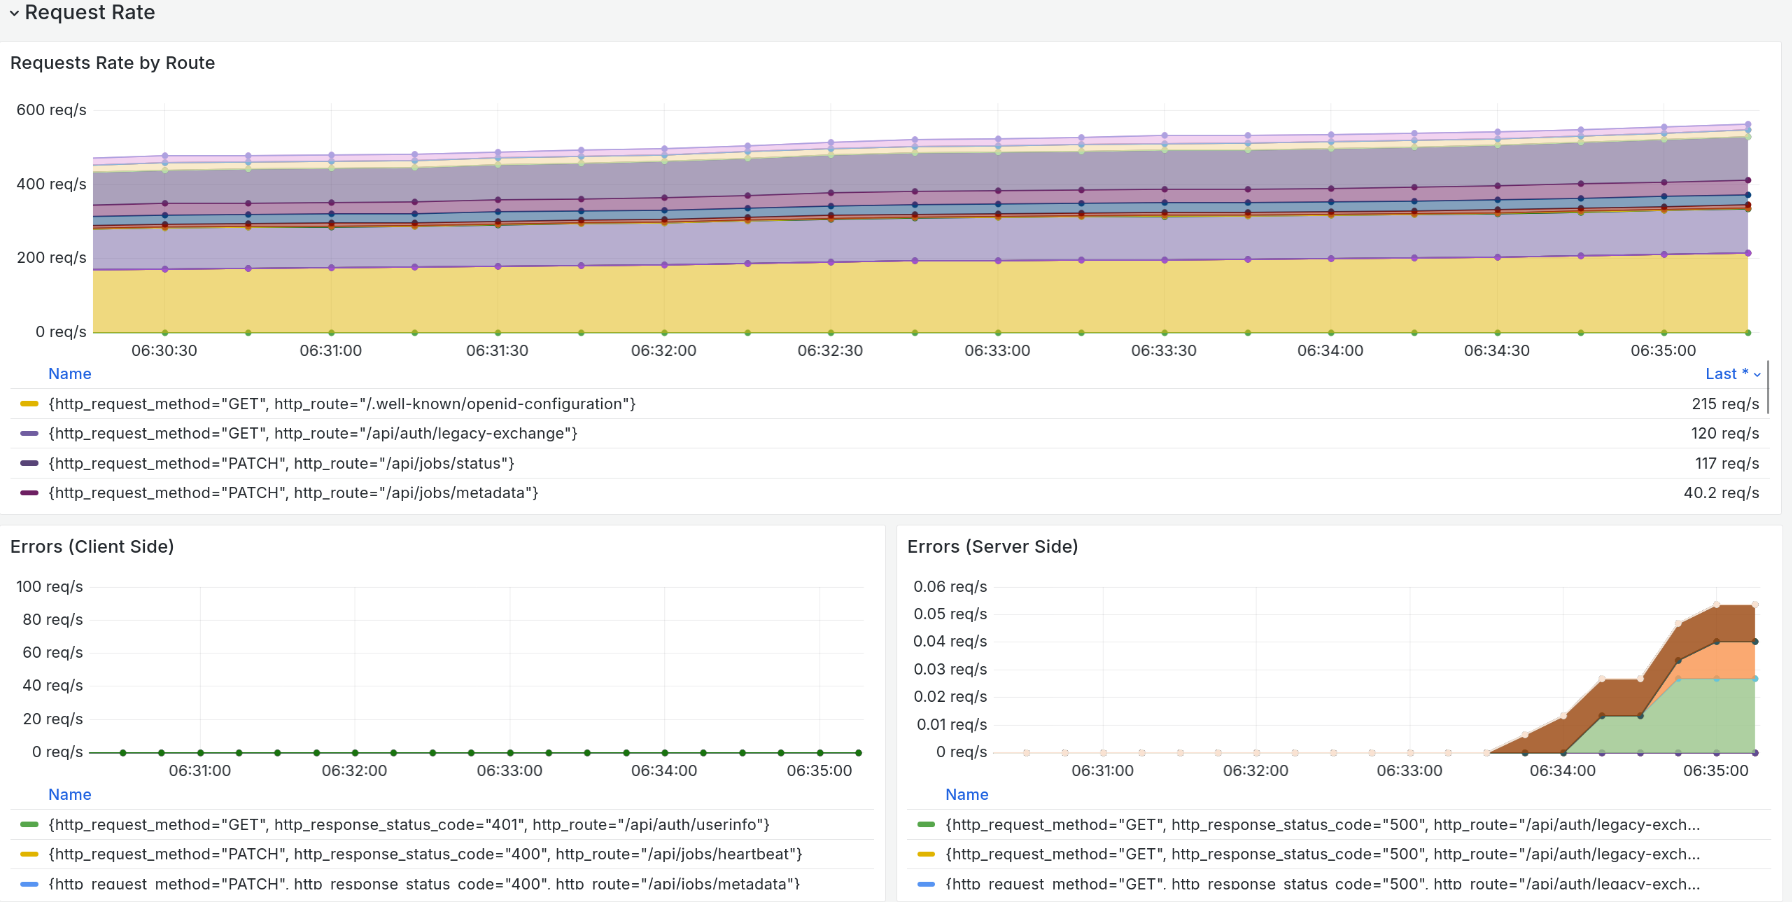 Request Rate
Requests Rate by Route
600 req/s
400 req/s
200 req/s
0 req/s
06:30:30 06:31:00 06:31:30 06:32:00 06:32:30 06:33:00 06:33:30 06:34:00 06:34:30 06:35:00
Name Last *
{http_request_method="GET", http_route="/.well-known/openid-configuration"} 215 req/s
{http_request_method="GET", http_route="/api/auth/legacy-exchange"} 120 req/s
{http_request_method="PATCH", http_route="/api/jobs/status"} 117 req/s
{http_request_method="PATCH", http_route="/api/jobs/metadata"} 40.2 req/s
Errors (Client Side)
100 req/s
80 req/s
60 req/s
40 req/s
20 req/s
0 req/s
06:31:00 06:32:00 06:33:00 06:34:00 06:35:00
Name
{http_request_method="GET", http_response_status_code="401", http_route="/api/auth/userinfo"}
{http_request_method="PATCH", http_response_status_code="400", http_route="/api/jobs/heartbeat"}
{http_request_method="PATCH", http_response_status_code="400", http_route="/api/jobs/metadata"}
Errors (Server Side)
0.06 req/s
0.05 req/s
0.04 req/s
0.03 req/s
0.02 req/s
0.01 req/s
0 req/s
06:31:00 06:32:00 06:33:00 06:34:00 06:35:00
Name
{http_request_method="GET", http_response_status_code="500", http_route="/api/auth/legacy-exch...
{http_request_method="GET", http_response_status_code="500", http_route="/api/auth/legacy-exch...
{http_request_method="GET", http_response_status_code="500", http_route="/api/auth/legacy-exch...